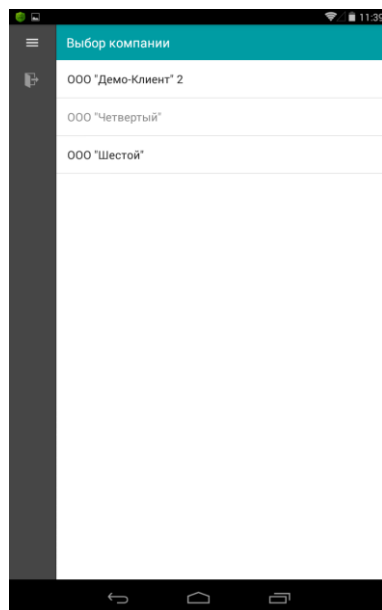 11:39
Выбор компании
ООО "Демо-Клиент" 2
ООО "Четвертый"
ООО "Шестой"